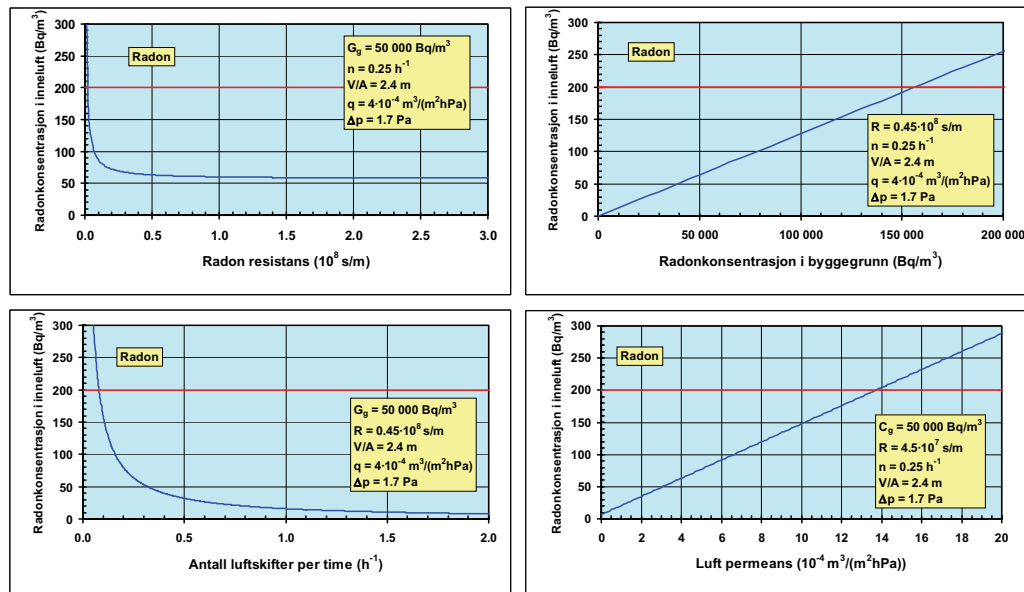 Radonkonsentrasjon i inneluft (Bq/m³)
300
250
200
150
100
50
0
Radon
G_g = 50 000 Bq/m³
n = 0.25 h⁻¹
V/A = 2.4 m
q = 4·10⁻⁴ m³/(m²hPa)
Δp = 1.7 Pa
0.0 0.5 1.0 1.5 2.0 2.5 3.0
Radon resistans (10⁸ s/m)
Radonkonsentrasjon i inneluft (Bq/m³)
300
250
200
150
100
50
0
Radon
R = 0.45·10⁸ s/m
n = 0.25 h⁻¹
V/A = 2.4 m
q = 4·10⁻⁴ m³/(m²hPa)
Δp = 1.7 Pa
0 50 000 100 000 150 000 200 000
Radonkonsentrasjon i byggegrunn (Bq/m³)
Radonkonsentrasjon i inneluft (Bq/m³)
300
250
200
150
100
50
0
Radon
G_g = 50 000 Bq/m³
R = 0.45·10⁸ s/m
V/A = 2.4 m
q = 4·10⁻⁴ m³/(m²hPa)
Δp = 1.7 Pa
0.0 0.5 1.0 1.5 2.0
Antall luftskifter per time (h⁻¹)
Radonkonsentrasjon i inneluft (Bq/m³)
300
250
200
150
100
50
0
Radon
C_g = 50 000 Bq/m³
R = 4.5·10⁷ s/m
n = 0.25 h⁻¹
V/A = 2.4 m
Δp = 1.7 Pa
0 2 4 6 8 10 12 14 16 18 20
Luft permeans (10⁻⁴ m³/(m²hPa))